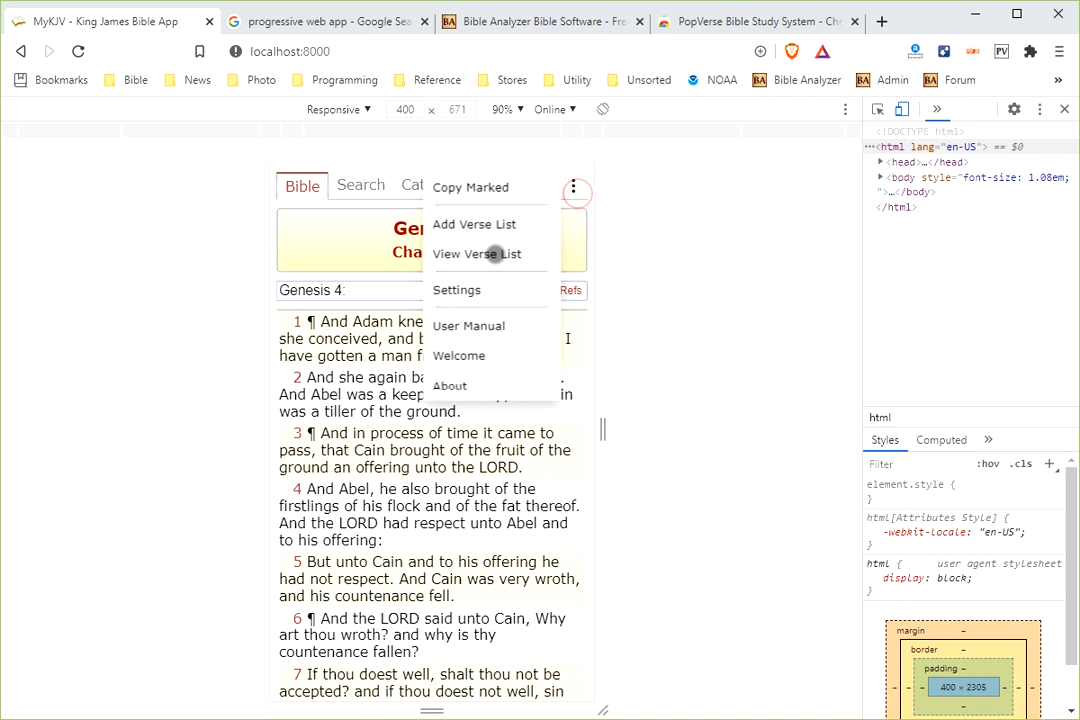 MyKJV - King James Bible App
progressive web app - Google Sea
BA
Bible Analyzer Bible Software - Fre
PopVerse Bible Study System - Chr
localhost:8000
PV
Bookmarks
Bible
News
Photo
Programming
Reference
Stores
Utility
Unsorted
NOAA
BA
Bible Analyzer
BA
Admin
BA
Forum
»
Responsive
400
x
671
90%
Online
»
Bible
Search
Cat
Gen
Cha
Genesis 4:
Refs
Copy Marked
Add Verse List
View Verse List
Settings
User Manual
Welcome
About
1 ¶ And Adam kne
she conceived, and b I
have gotten a man f
2 And she again ba .
And Abel was a keep in
was a tiller of the ground.
3 ¶ And in process of time it came to
pass, that Cain brought of the fruit of the
ground an offering unto the LORD.
4 And Abel, he also brought of the
firstlings of his flock and of the fat thereof.
And the LORD had respect unto Abel and
to his offering:
5 But unto Cain and to his offering he
had not respect. And Cain was very wroth,
and his countenance fell.
6 ¶ And the LORD said unto Cain, Why
art thou wroth? and why is thy
countenance fallen?
7 If thou doest well, shalt thou not be
accepted? and if thou doest not well, sin
<!DOCTYPE html>
<html lang="en-US"> == $0
<head>…</head>
<body style="font-size: 1.08em;
">…</body>
</html>
html
Styles
Computed
»
Filter
:hov .cls +
element.style {
}
html[Attributes Style] {
-webkit-locale: "en-US";
}
html { user agent stylesheet
display: block;
}
margin –
border –
padding –
– – – 400 × 2305 – – –
–